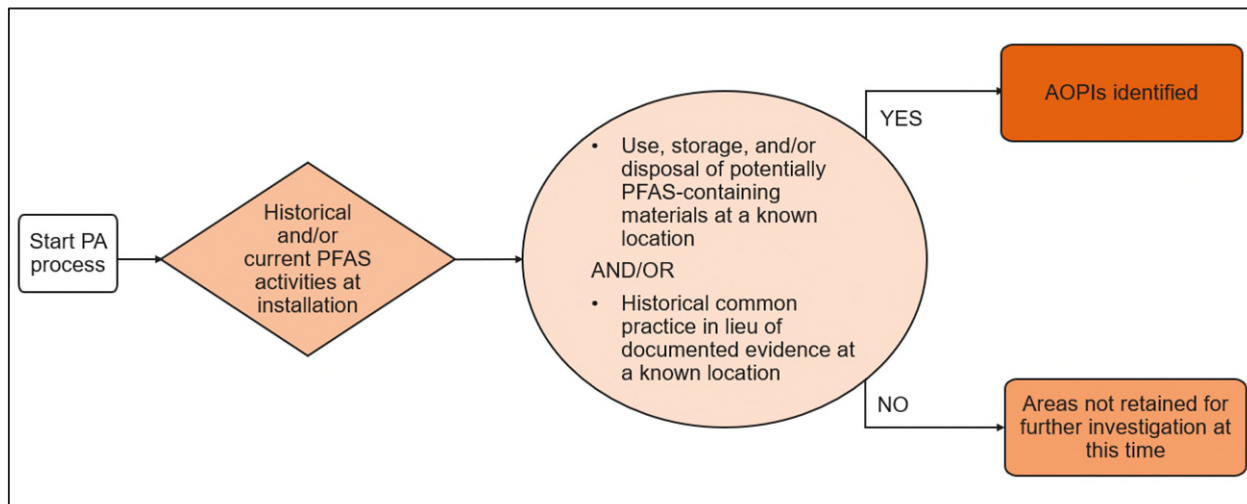 Start PA
process
Historical
and/or
current PFAS
activities at
installation
• Use, storage, and/or
disposal of potentially
PFAS-containing
materials at a known
location
AND/OR
• Historical common
practice in lieu of
documented evidence at
a known location
YES
AOPIs identified
NO
Areas not retained for
further investigation at
this time